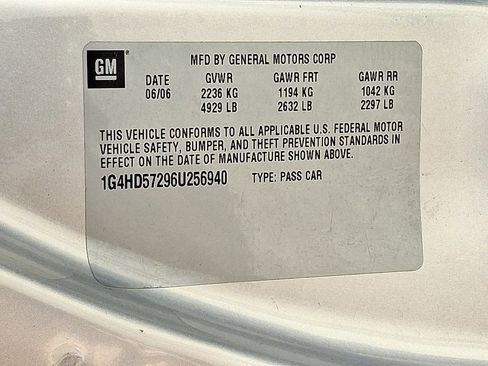 GM
MFD BY GENERAL MOTORS CORP
DATE GVWR GAWR FRT GAWR RR
06/06 2236 KG 1194 KG 1042 KG
4929 LB 2632 LB 2297 LB
THIS VEHICLE CONFORMS TO ALL APPLICABLE U.S. FEDERAL MOTOR
VEHICLE SAFETY, BUMPER, AND THEFT PREVENTION STANDARDS IN
EFFECT ON THE DATE OF MANUFACTURE SHOWN ABOVE.
1G4HD57296U256940 TYPE: PASS CAR